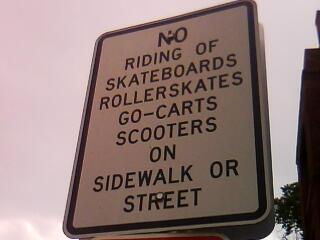 NO
RIDING OF
SKATEBOARDS
ROLLERSKATES
GO-CARTS
SCOOTERS
ON
SIDEWALK OR
STREET